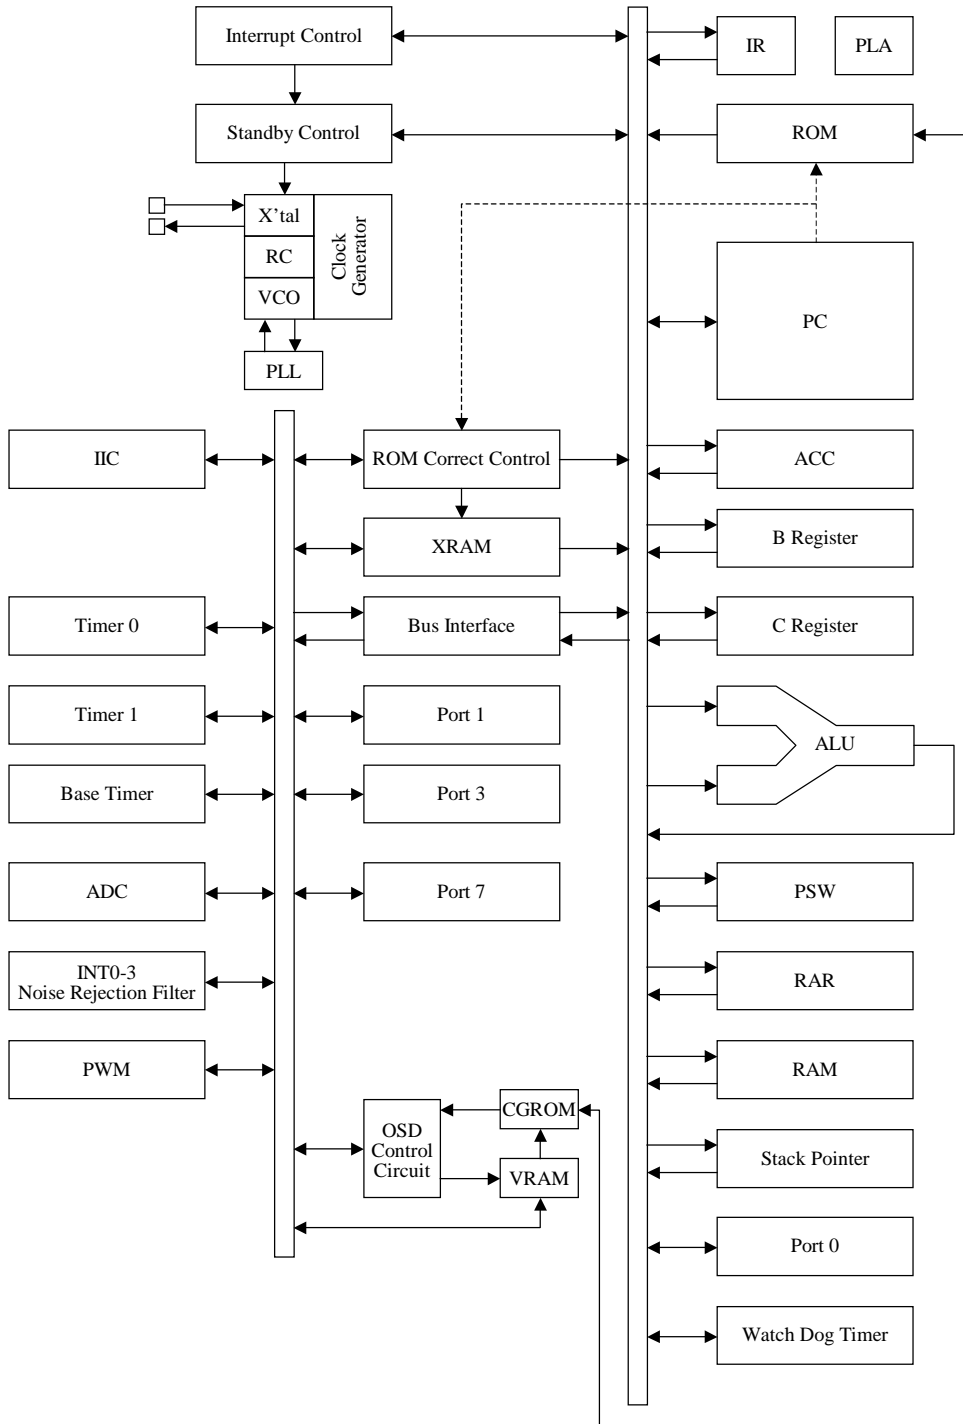 Interrupt Control
IR
PLA
Standby Control
ROM
X’tal
RC
VCO
Clock
Generator
PC
PLL
IIC
ROM Correct Control
ACC
XRAM
B Register
Timer 0
Bus Interface
C Register
Timer 1
Port 1
ALU
Base Timer
Port 3
ADC
Port 7
PSW
INT0-3
Noise Rejection Filter
RAR
PWM
RAM
CGROM
OSD
Control
Circuit
VRAM
Stack Pointer
Port 0
Watch Dog Timer